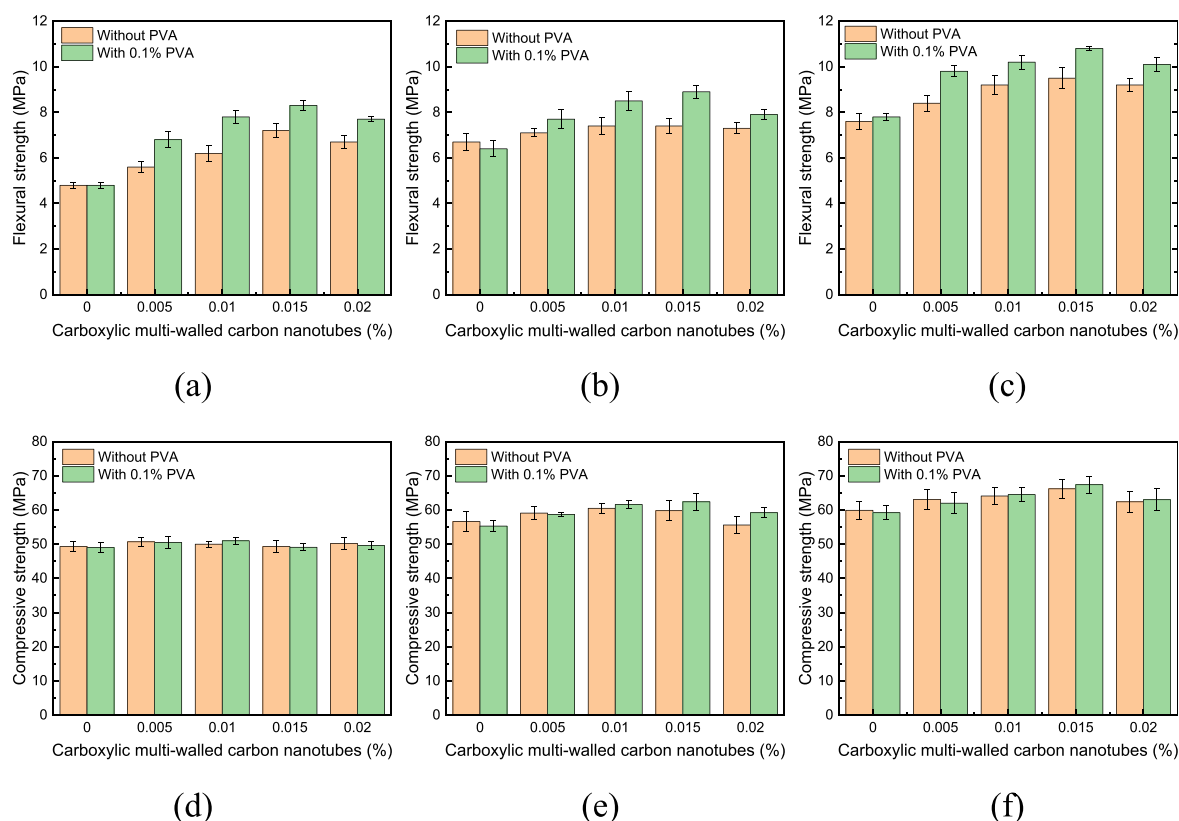 Flexural strength (MPa)
12
10
8
6
4
2
0
Without PVA
With 0.1% PVA
0 0.005 0.01 0.015 0.02
Carboxylic multi-walled carbon nanotubes (%)
(a)
Flexural strength (MPa)
12
10
8
6
4
2
0
Without PVA
With 0.1% PVA
0 0.005 0.01 0.015 0.02
Carboxylic multi-walled carbon nanotubes (%)
(b)
Flexural strength (MPa)
12
10
8
6
4
2
0
Without PVA
With 0.1% PVA
0 0.005 0.01 0.015 0.02
Carboxylic multi-walled carbon nanotubes (%)
(c)
Compressive strength (MPa)
80
70
60
50
40
30
20
10
0
Without PVA
With 0.1% PVA
0 0.005 0.01 0.015 0.02
Carboxylic multi-walled carbon nanotubes (%)
(d)
Compressive strength (MPa)
80
70
60
50
40
30
20
10
0
Without PVA
With 0.1% PVA
0 0.005 0.01 0.015 0.02
Carboxylic multi-walled carbon nanotubes (%)
(e)
Compressive strength (MPa)
80
70
60
50
40
30
20
10
0
Without PVA
With 0.1% PVA
0 0.005 0.01 0.015 0.02
Carboxylic multi-walled carbon nanotubes (%)
(f)